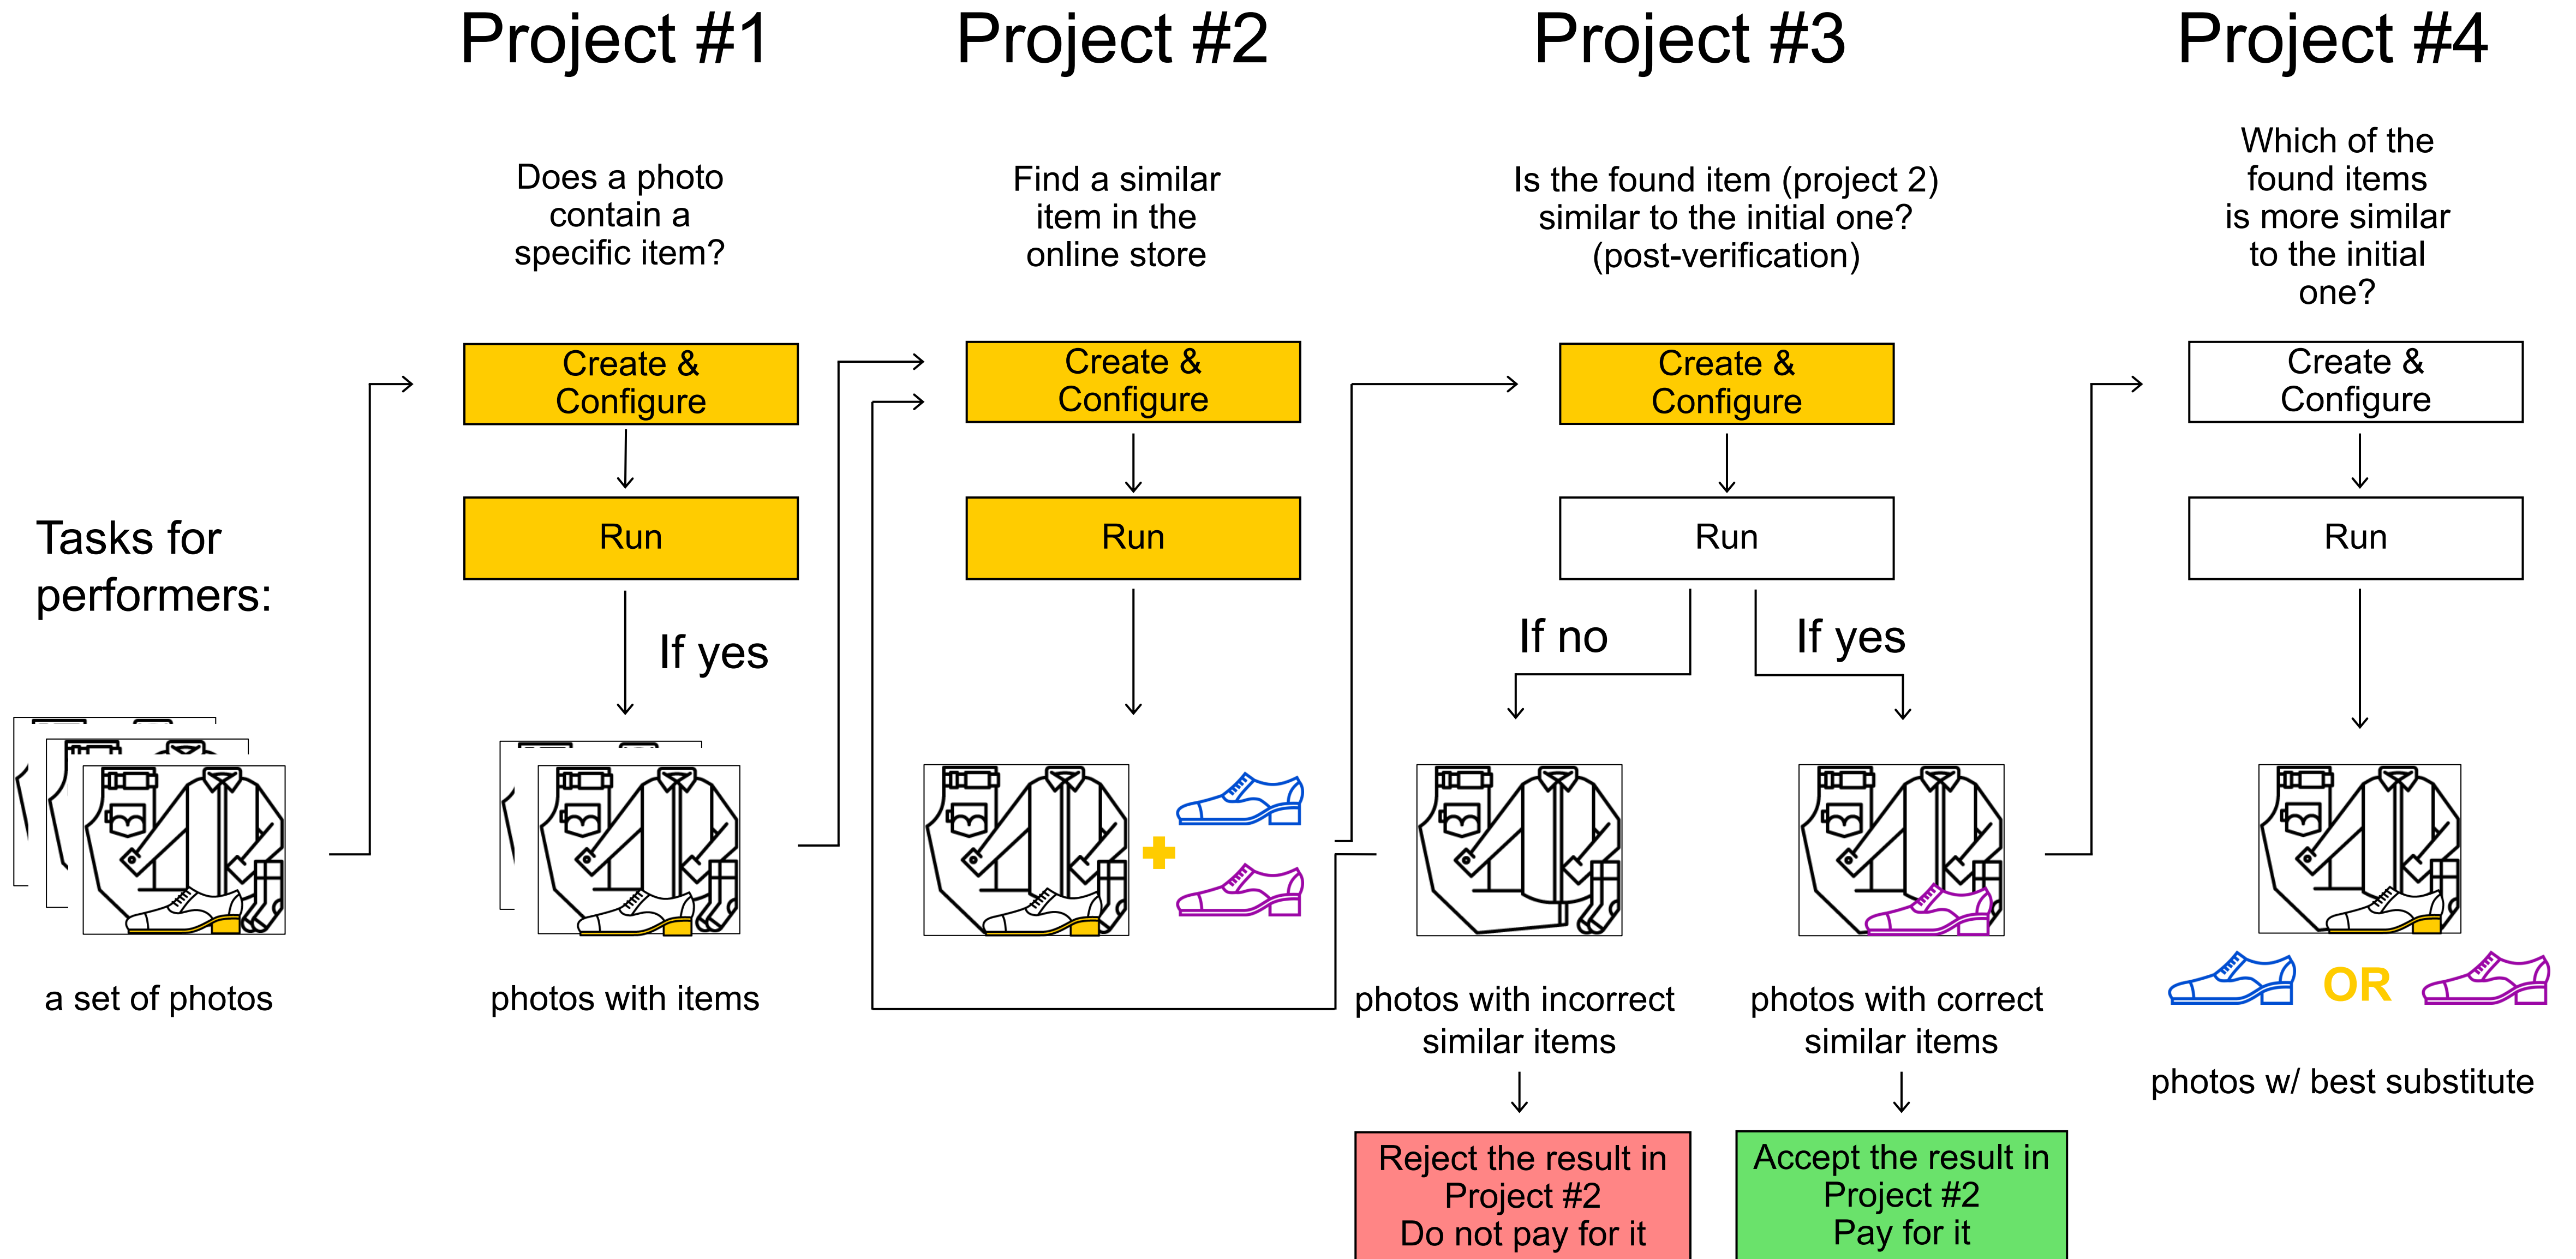 Project #1
Project #2
Project #3
Project #4
Does a photo
contain a
specific item?
Find a similar
item in the
online store
Is the found item (project 2)
similar to the initial one?
(post-verification)
Which of the
found items
is more similar
to the initial
one?
Create &
Configure
Create &
Configure
Create &
Configure
Create &
Configure
Tasks for
performers:
Run
Run
Run
Run
If yes
If no
If yes
OR
a set of photos
photos with items
photos with incorrect
similar items
photos with correct
similar items
photos w/ best substitute
Reject the result in
Project #2
Do not pay for it
Accept the result in
Project #2
Pay for it